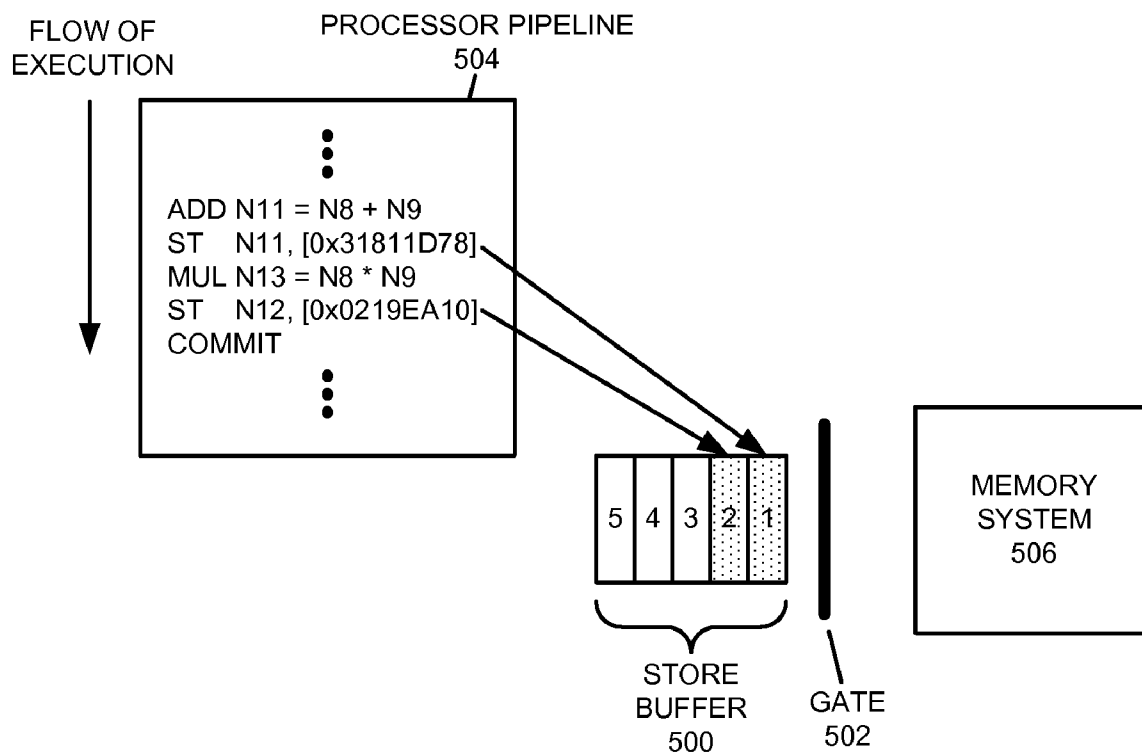 FLOW OF
EXECUTION
PROCESSOR PIPELINE
504
ADD N11 = N8 + N9
ST N11, [0x31811D78]
MUL N13 = N8 * N9
ST N12, [0x0219EA10]
COMMIT
5 4 3 2 1
STORE
BUFFER
500
GATE
502
MEMORY
SYSTEM
506